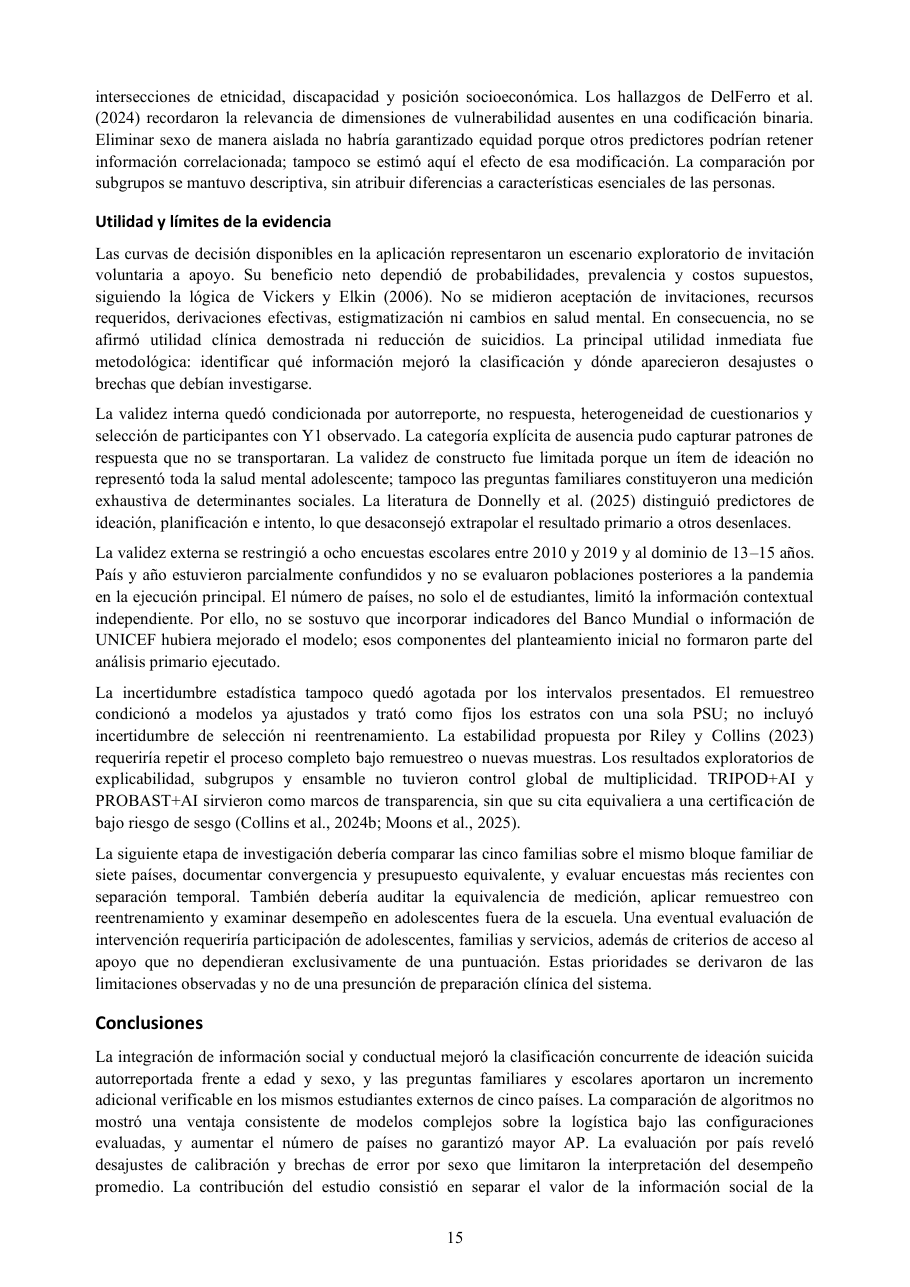 intersecciones de etnicidad, discapacidad y posición socioeconómica. Los hallazgos de DelFerro et al.
(2024) recordaron la relevancia de dimensiones de vulnerabilidad ausentes en una codificación binaria.
Eliminar sexo de manera aislada no habría garantizado equidad porque otros predictores podrían retener
información correlacionada; tampoco se estimó aquí el efecto de esa modificación. La comparación por
subgrupos se mantuvo descriptiva, sin atribuir diferencias a características esenciales de las personas.
Utilidad y límites de la evidencia
Las curvas de decisión disponibles en la aplicación representaron un escenario exploratorio de invitación
voluntaria a apoyo. Su beneficio neto dependió de probabilidades, prevalencia y costos supuestos,
siguiendo la lógica de Vickers y Elkin (2006). No se midieron aceptación de invitaciones, recursos
requeridos, derivaciones efectivas, estigmatización ni cambios en salud mental. En consecuencia, no se
afirmó utilidad clínica demostrada ni reducción de suicidios. La principal utilidad inmediata fue
metodológica: identificar qué información mejoró la clasificación y dónde aparecieron desajustes o
brechas que debían investigarse.
La validez interna quedó condicionada por autorreporte, no respuesta, heterogeneidad de cuestionarios y
selección de participantes con Y1 observado. La categoría explícita de ausencia pudo capturar patrones de
respuesta que no se transportaran. La validez de constructo fue limitada porque un ítem de ideación no
representó toda la salud mental adolescente; tampoco las preguntas familiares constituyeron una medición
exhaustiva de determinantes sociales. La literatura de Donnelly et al. (2025) distinguió predictores de
ideación, planificación e intento, lo que desaconsejó extrapolar el resultado primario a otros desenlaces.
La validez externa se restringió a ocho encuestas escolares entre 2010 y 2019 y al dominio de 13–15 años.
País y año estuvieron parcialmente confundidos y no se evaluaron poblaciones posteriores a la pandemia
en la ejecución principal. El número de países, no solo el de estudiantes, limitó la información contextual
independiente. Por ello, no se sostuvo que incorporar indicadores del Banco Mundial o información de
UNICEF hubiera mejorado el modelo; esos componentes del planteamiento inicial no formaron parte del
análisis primario ejecutado.
La incertidumbre estadística tampoco quedó agotada por los intervalos presentados. El remuestreo
condicionó a modelos ya ajustados y trató como fijos los estratos con una sola PSU; no incluyó
incertidumbre de selección ni reentrenamiento. La estabilidad propuesta por Riley y Collins (2023)
requeriría repetir el proceso completo bajo remuestreo o nuevas muestras. Los resultados exploratorios de
explicabilidad, subgrupos y ensamble no tuvieron control global de multiplicidad. TRIPOD+AI y
PROBAST+AI sirvieron como marcos de transparencia, sin que su cita equivaliera a una certificación de
bajo riesgo de sesgo (Collins et al., 2024b; Moons et al., 2025).
La siguiente etapa de investigación debería comparar las cinco familias sobre el mismo bloque familiar de
siete países, documentar convergencia y presupuesto equivalente, y evaluar encuestas más recientes con
separación temporal. También debería auditar la equivalencia de medición, aplicar remuestreo con
reentrenamiento y examinar desempeño en adolescentes fuera de la escuela. Una eventual evaluación de
intervención requeriría participación de adolescentes, familias y servicios, además de criterios de acceso al
apoyo que no dependieran exclusivamente de una puntuación. Estas prioridades se derivaron de las
limitaciones observadas y no de una presunción de preparación clínica del sistema.
Conclusiones
La integración de información social y conductual mejoró la clasificación concurrente de ideación suicida
autorreportada frente a edad y sexo, y las preguntas familiares y escolares aportaron un incremento
adicional verificable en los mismos estudiantes externos de cinco países. La comparación de algoritmos no
mostró una ventaja consistente de modelos complejos sobre la logística bajo las configuraciones
evaluadas, y aumentar el número de países no garantizó mayor AP. La evaluación por país reveló
desajustes de calibración y brechas de error por sexo que limitaron la interpretación del desempeño
promedio. La contribución del estudio consistió en separar el valor de la información social de la
15